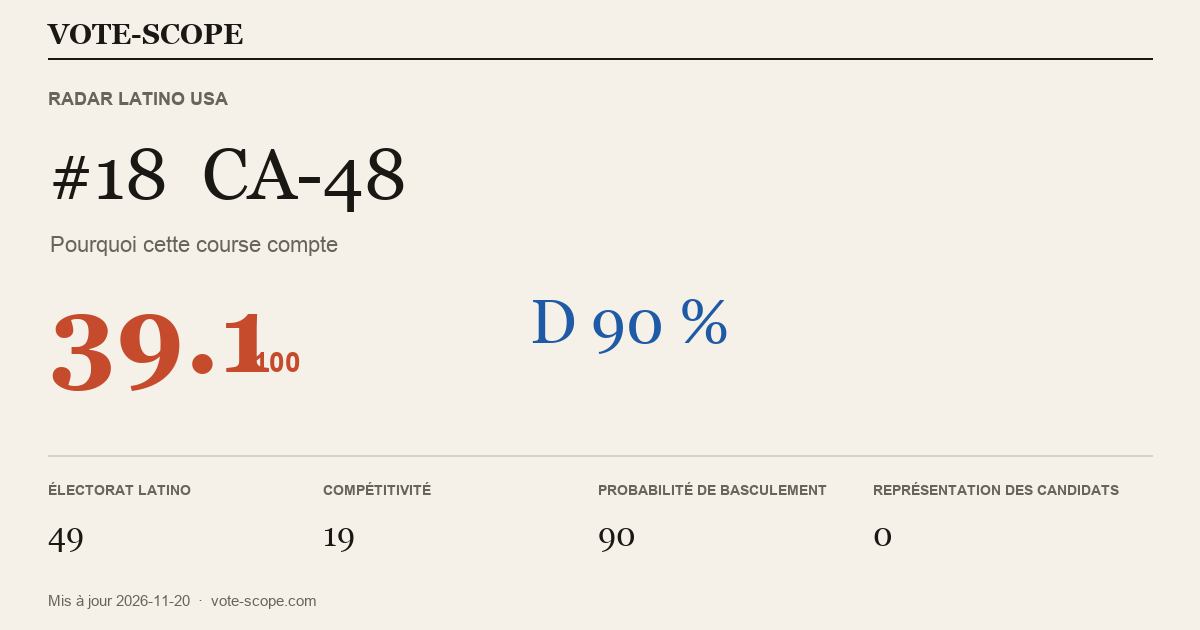 VOTE-SCOPE
RADAR LATINO USA
#18 CA-48
Pourquoi cette course compte
39.1 /100
D 90 %
ÉLECTORAT LATINO
COMPÉTITIVITÉ
PROBABILITÉ DE BASCULEMENT
REPRÉSENTATION DES CANDIDATS
49
19
90
0
Mis à jour 2026-11-20 · vote-scope.com